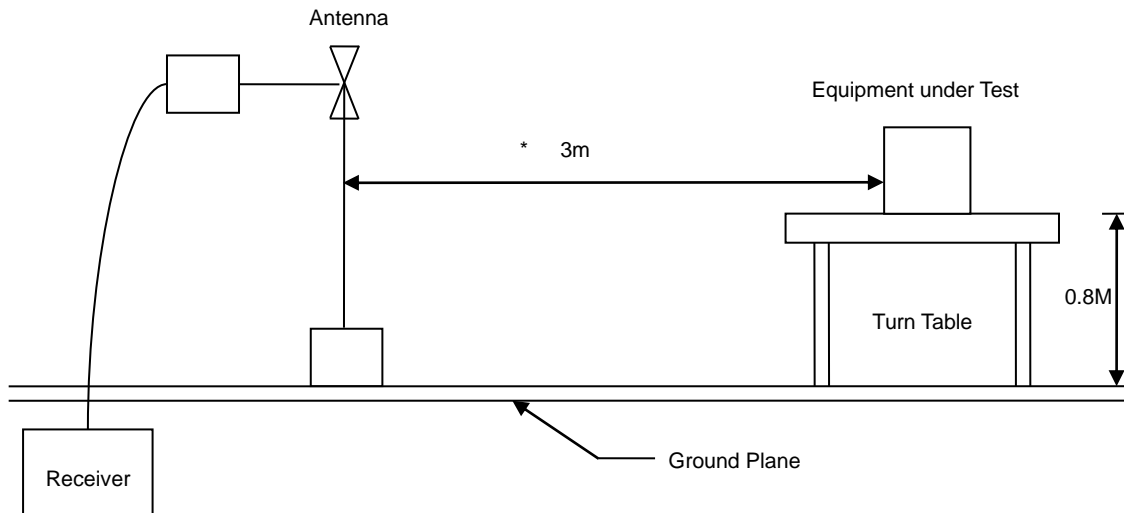 Antenna
Equipment under Test
* 3m
0.8M
Turn Table
Ground Plane
Receiver